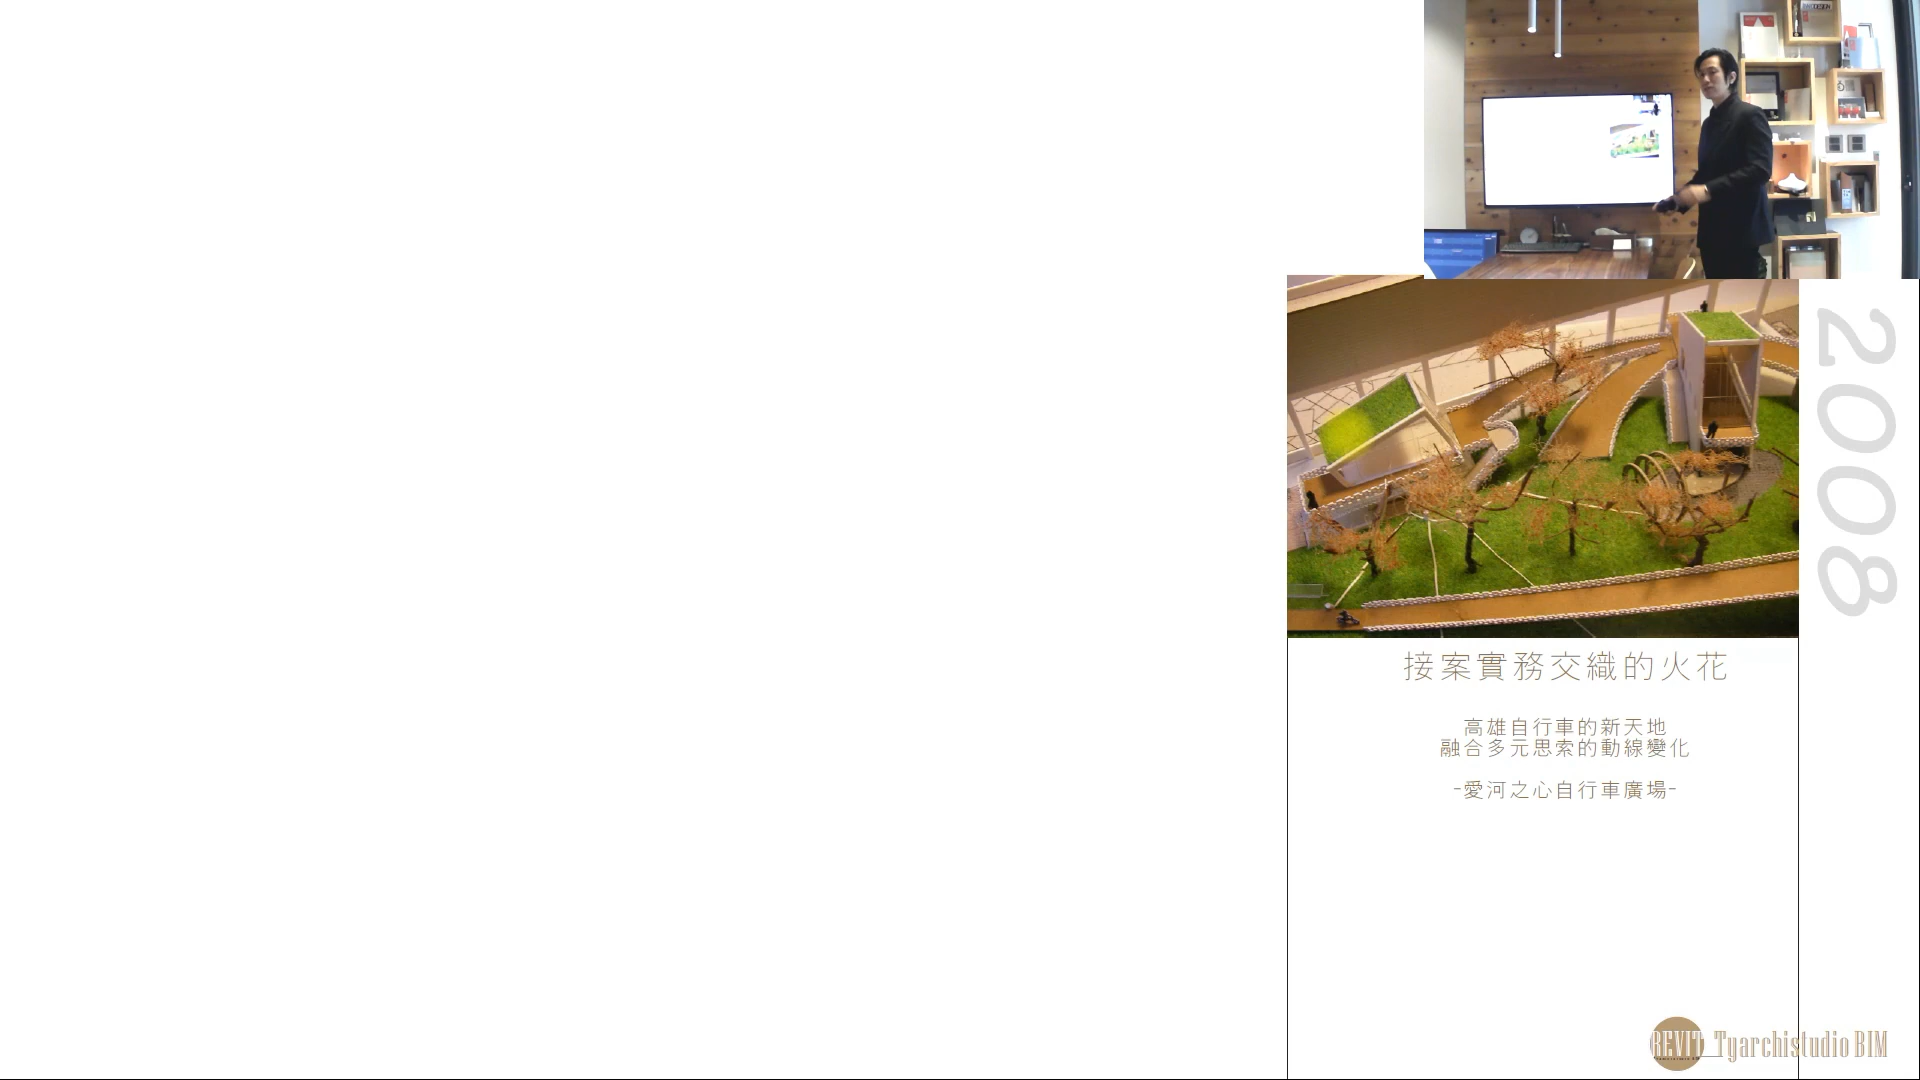 2008
接案實務交織的火花
高雄自行車的新天地
融合多元思索的動線變化
-愛河之心自行車廣場-
REVIT Tyarchistudio BIM